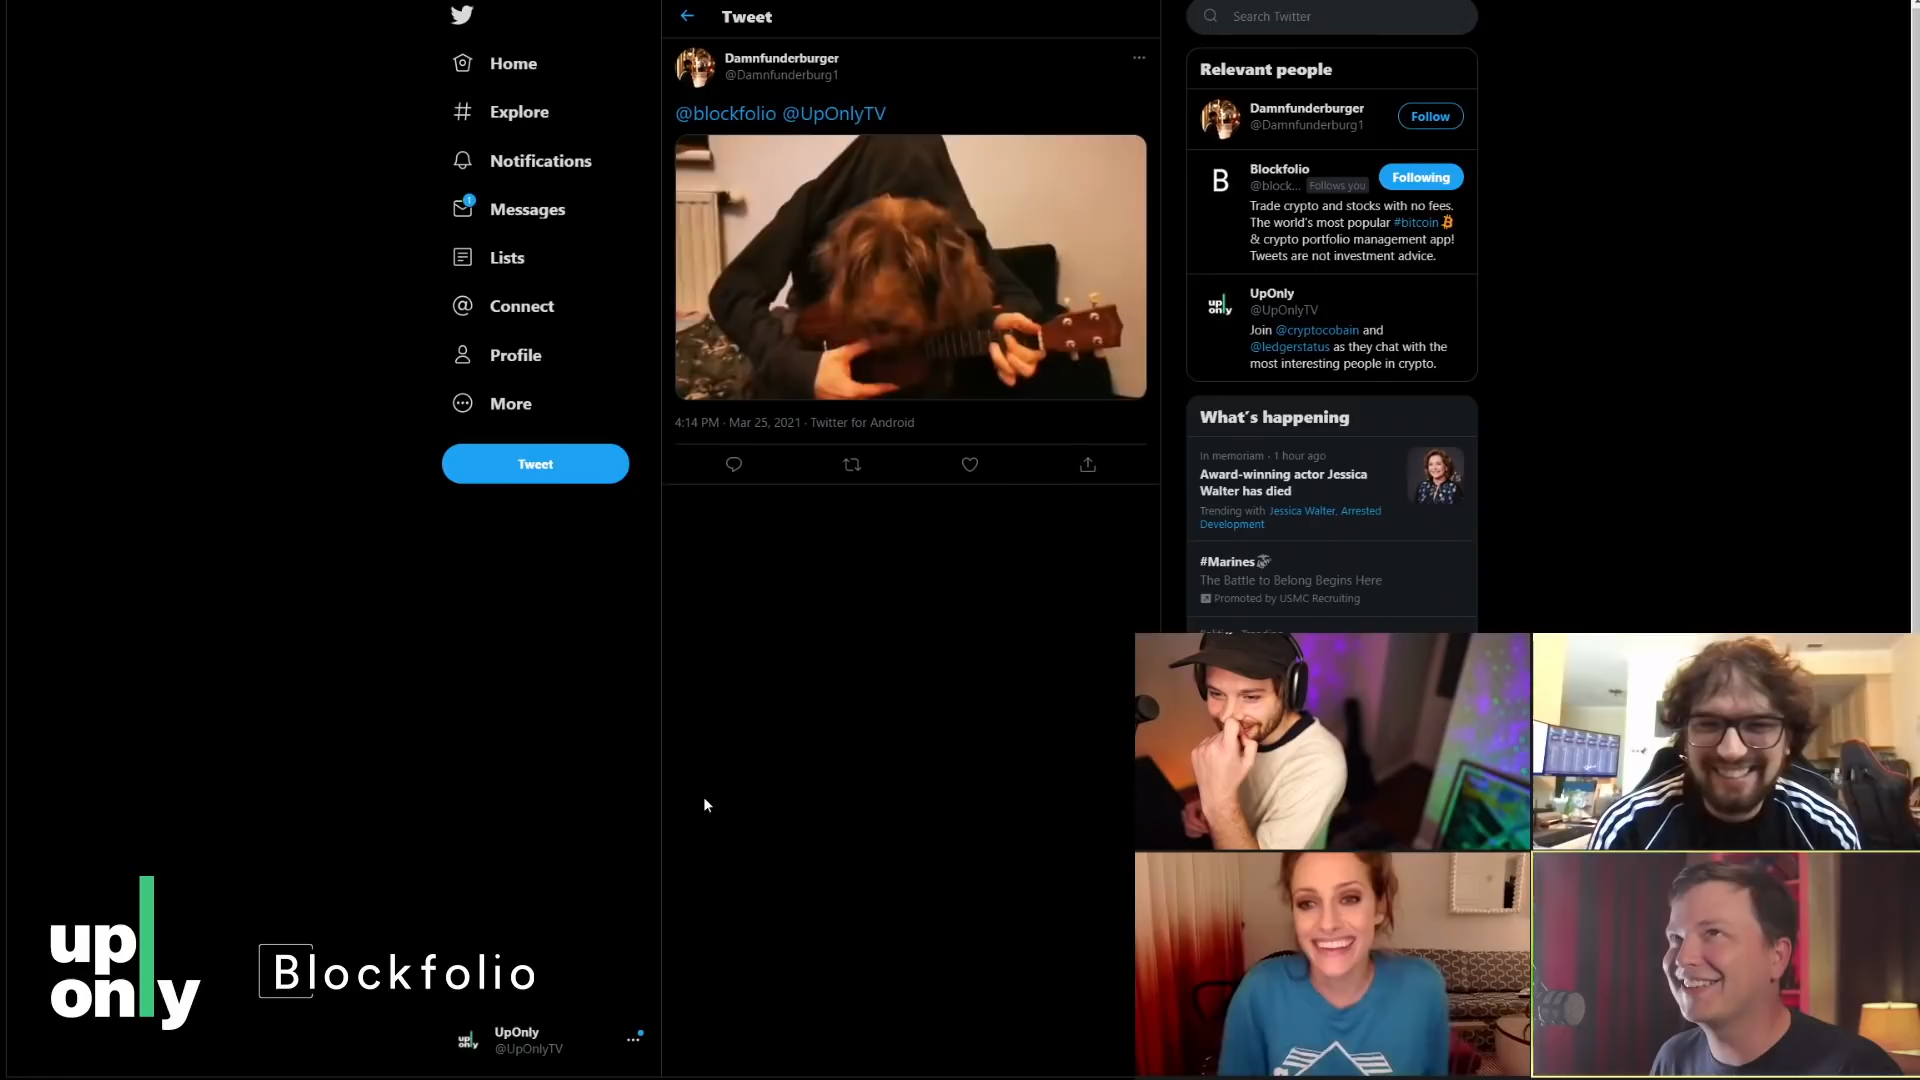 Home
Explore
Notifications
1
Messages
Lists
Connect
Profile
More
Tweet
up
only
Blockfolio
UpOnly
@UpOnlyTV
Tweet
Damnfunderburger
@Damnfunderburg1
@blockfolio @UpOnlyTV
4:14 PM · Mar 25, 2021 · Twitter for Android
Search Twitter
Relevant people
Damnfunderburger
@Damnfunderburg1
Follow
B
Blockfolio
@block... Follows you
Following
Trade crypto and stocks with no fees.
The world's most popular #bitcoin
& crypto portfolio management app!
Tweets are not investment advice.
up
only
UpOnly
@UpOnlyTV
Join @cryptocobain and
@ledgerstatus as they chat with the
most interesting people in crypto.
What's happening
In memoriam · 1 hour ago
Award-winning actor Jessica
Walter has died
Trending with Jessica Walter, Arrested
Development
#Marines
The Battle to Belong Begins Here
Promoted by USMC Recruiting